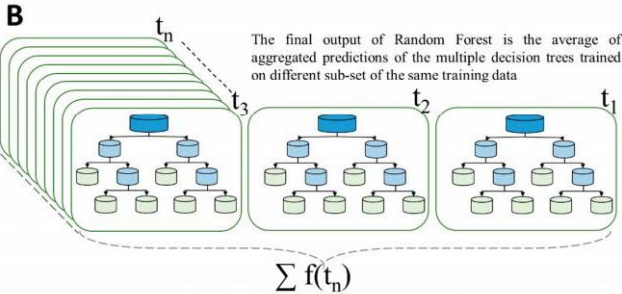 B
The final output of Random Forest is the average of
aggregated predictions of the multiple decision trees trained
on different sub-set of the same training data
tn
t3
t2
t1
∑ f(tn)